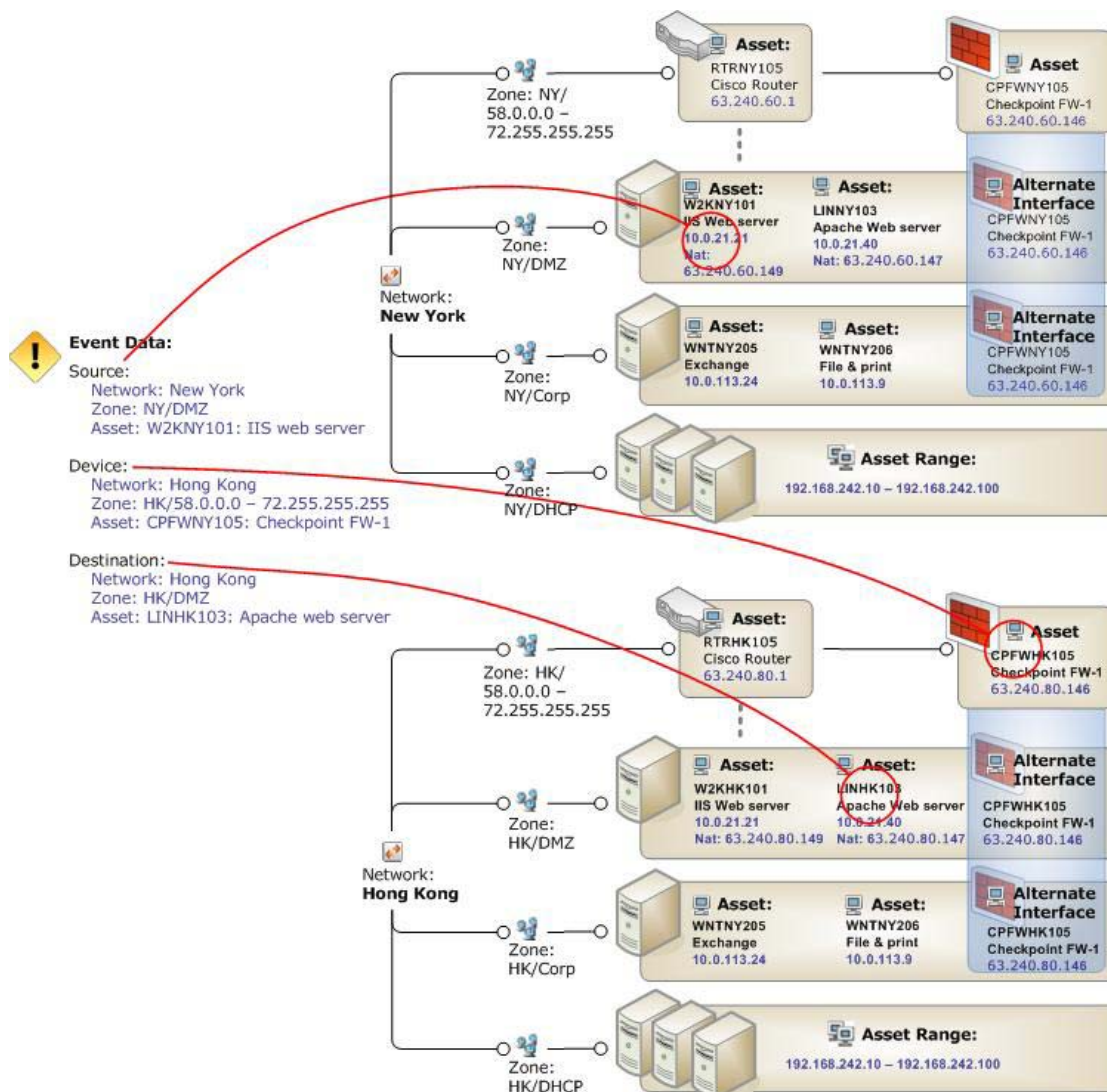 Asset:
RTRNY105
Cisco Router
63.240.60.1
Asset
CPFWNY105
Checkpoint FW-1
63.240.60.146
Zone: NY/
58.0.0.0 –
72.255.255.255
Asset:
W2KNY101
IIS Web server
10.0.21.21
Nat:
63.240.60.149
Asset:
LINNY103
Apache Web server
10.0.21.40
Nat: 63.240.60.147
Alternate
Interface
CPFWNY105
Checkpoint FW-1
63.240.60.146
Zone:
NY/DMZ
Network:
New York
Asset:
WNTNY205
Exchange
10.0.113.24
Asset:
WNTNY206
File & print
10.0.113.9
Alternate
Interface
CPFWNY105
Checkpoint FW-1
63.240.60.146
Zone:
NY/Corp
Asset Range:
192.168.242.10 – 192.168.242.100
Zone:
NY/DHCP
Event Data:
Source:
Network: New York
Zone: NY/DMZ
Asset: W2KNY101: IIS web server
Device:
Network: Hong Kong
Zone: HK/58.0.0.0 – 72.255.255.255
Asset: CPFWNY105: Checkpoint FW-1
Destination:
Network: Hong Kong
Zone: HK/DMZ
Asset: LINHK103: Apache web server
Asset:
RTRHK105
Cisco Router
63.240.80.1
Asset
CPFWHK105
Checkpoint FW-1
63.240.80.146
Zone: HK/
58.0.0.0 –
72.255.255.255
Asset:
W2KHK101
IIS Web server
10.0.21.21
Nat: 63.240.80.149
Asset:
LINHK103
Apache Web server
10.0.21.40
Nat: 63.240.80.147
Alternate
Interface
CPFWHK105
Checkpoint FW-1
63.240.80.146
Zone:
HK/DMZ
Network:
Hong Kong
Asset:
WNTNY205
Exchange
10.0.113.24
Asset:
WNTNY206
File & print
10.0.113.9
Alternate
Interface
CPFWHK105
Checkpoint FW-1
63.240.80.146
Zone:
HK/Corp
Asset Range:
192.168.242.10 – 192.168.242.100
Zone:
HK/DHCP